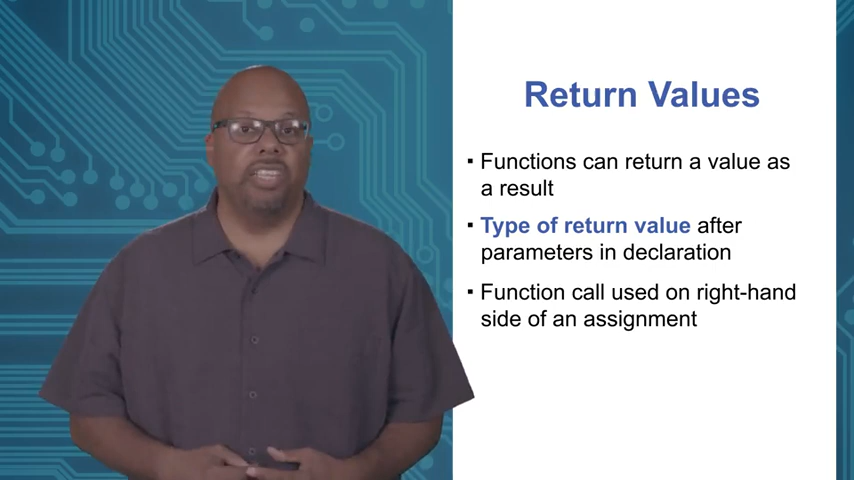 Return Values
▪ Functions can return a value as
a result
▪ Type of return value after
parameters in declaration
▪ Function call used on right-hand
side of an assignment